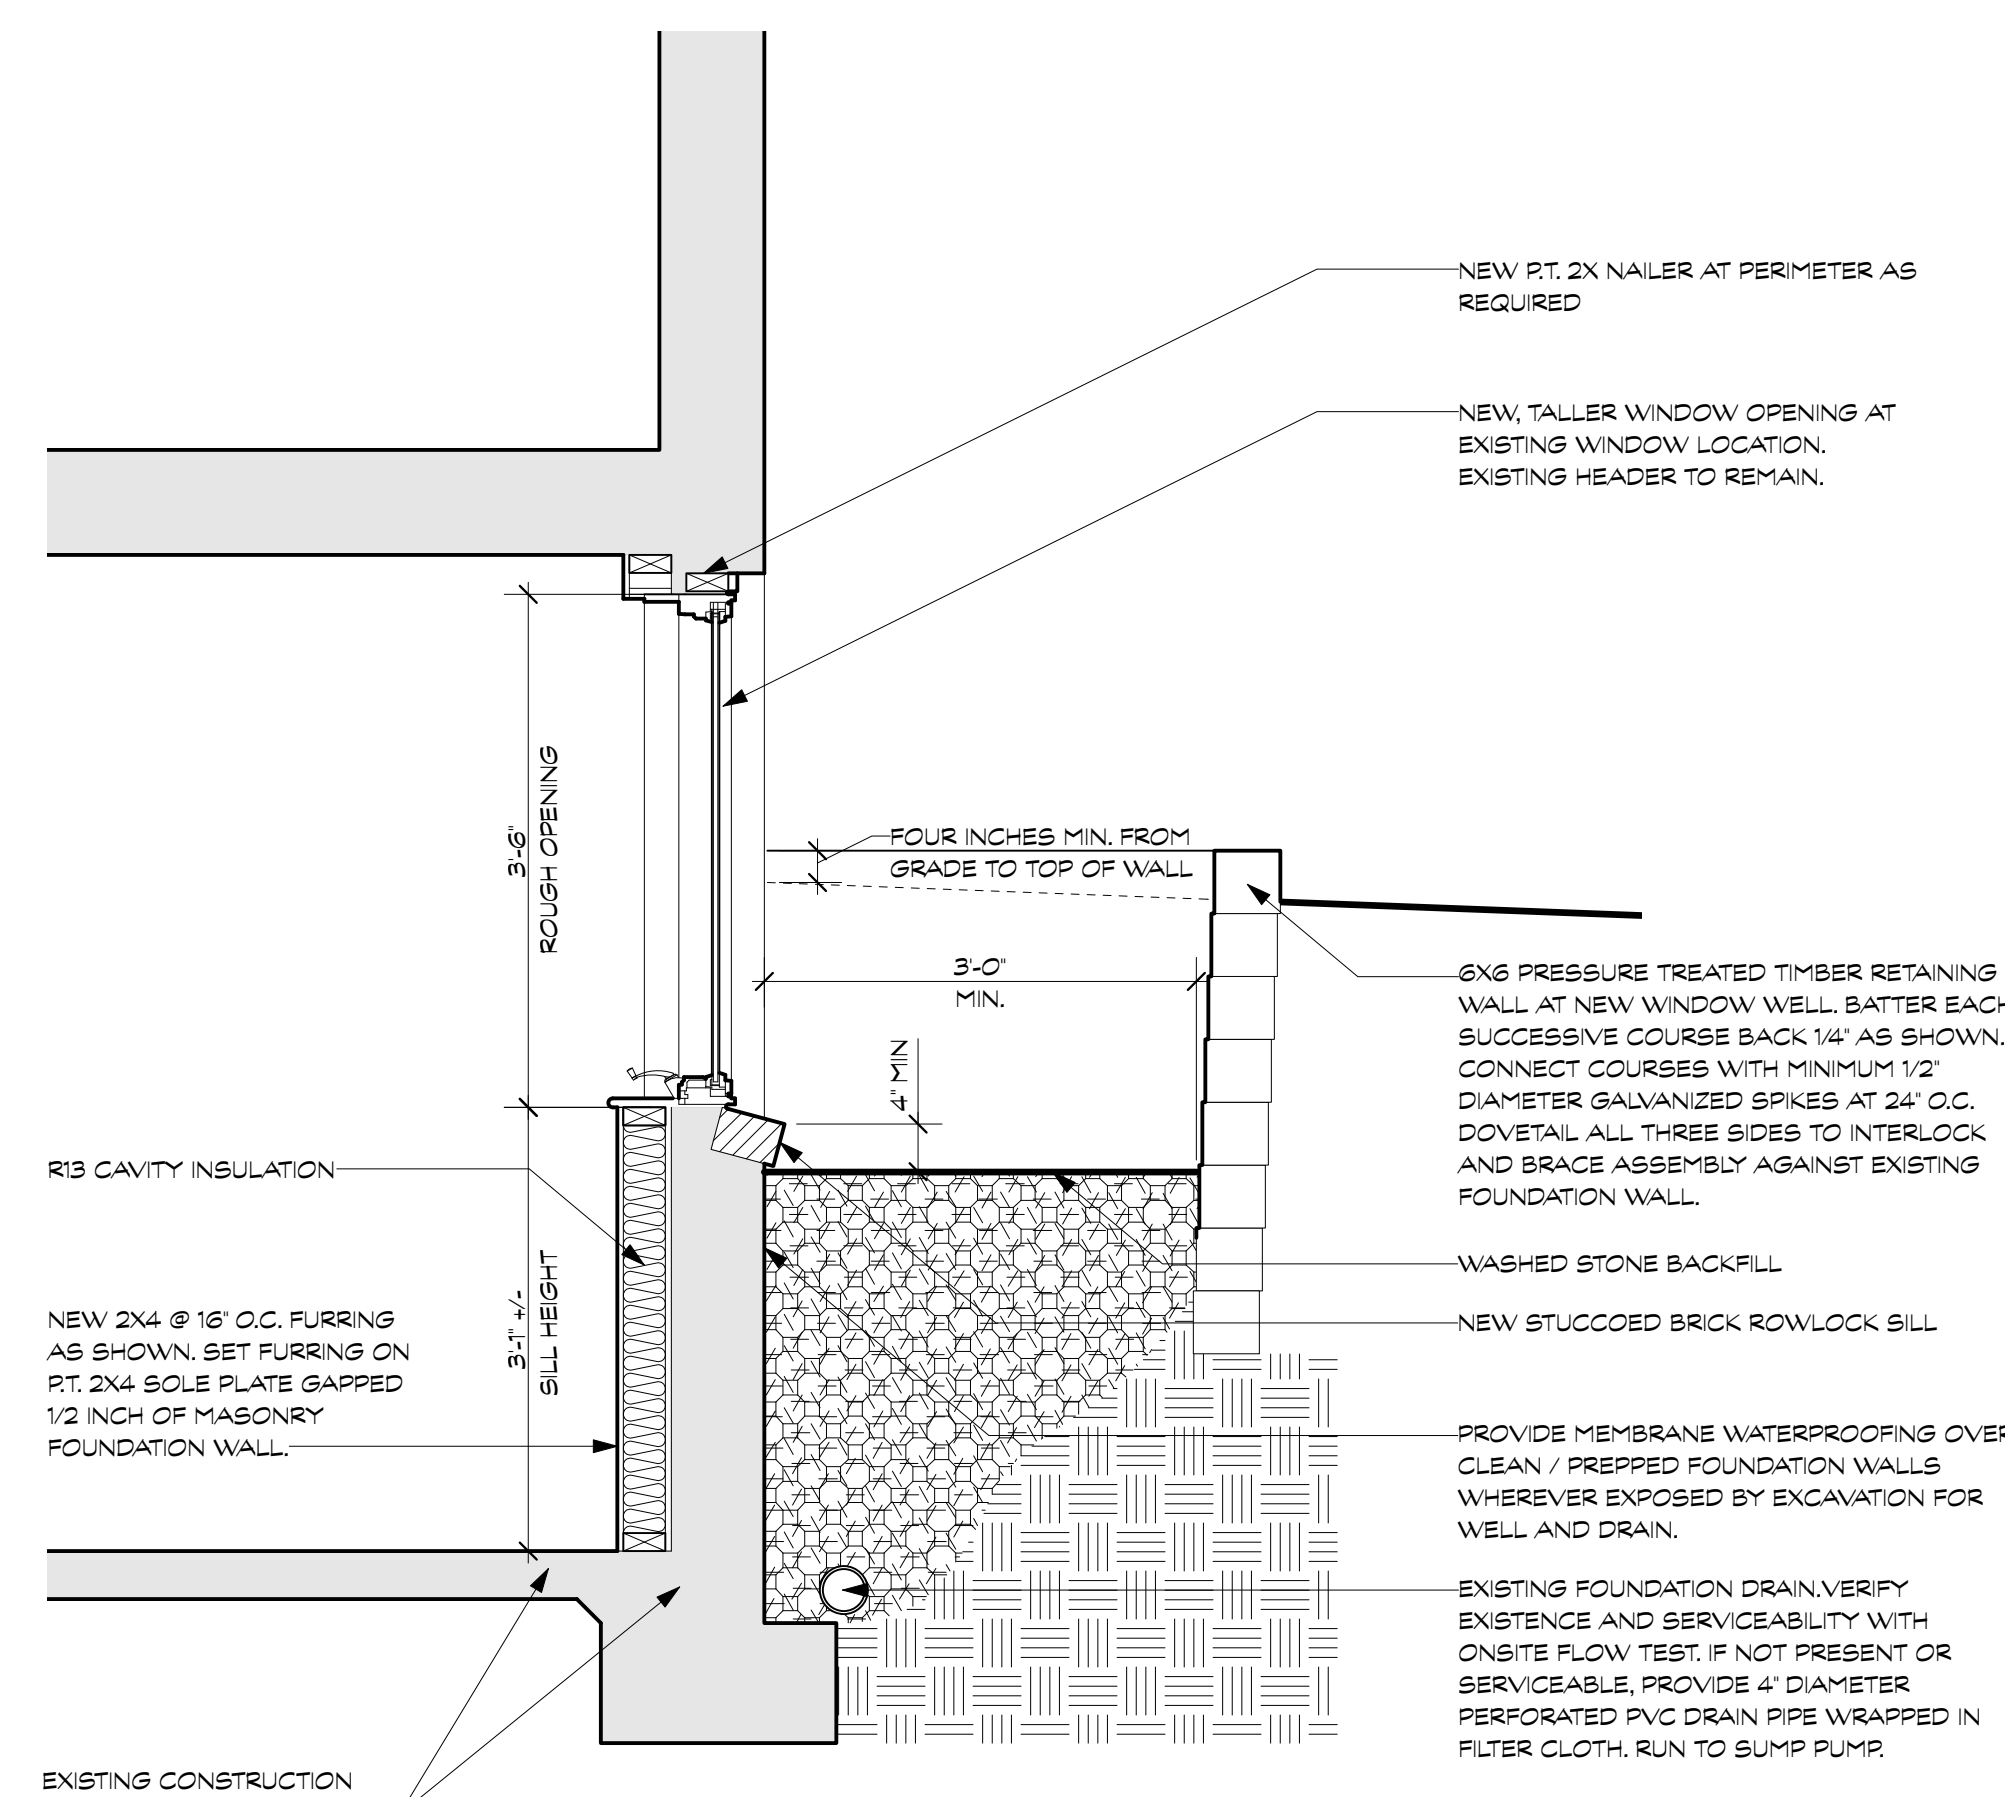 NEW P.T. 2X NAILER AT PERIMETER AS
REQUIRED
NEW, TALLER WINDOW OPENING AT
EXISTING WINDOW LOCATION.
EXISTING HEADER TO REMAIN.
3'-6"
ROUGH OPENING
FOUR INCHES MIN. FROM
GRADE TO TOP OF WALL
3'-0"
MIN.
4" MIN
6X6 PRESSURE TREATED TIMBER RETAINING
WALL AT NEW WINDOW WELL. BATTER EACH
SUCCESSIVE COURSE BACK 1/4" AS SHOWN.
CONNECT COURSES WITH MINIMUM 1/2"
DIAMETER GALVANIZED SPIKES AT 24" O.C.
DOVETAIL ALL THREE SIDES TO INTERLOCK
AND BRACE ASSEMBLY AGAINST EXISTING
FOUNDATION WALL.
R13 CAVITY INSULATION
WASHED STONE BACKFILL
NEW STUCCOED BRICK ROWLOCK SILL
3'-1" +/-
SILL HEIGHT
NEW 2X4 @ 16" O.C. FURRING
AS SHOWN. SET FURRING ON
P.T. 2X4 SOLE PLATE GAPPED
1/2 INCH OF MASONRY
FOUNDATION WALL.
PROVIDE MEMBRANE WATERPROOFING OVER
CLEAN / PREPPED FOUNDATION WALLS
WHEREVER EXPOSED BY EXCAVATION FOR
WELL AND DRAIN.
EXISTING FOUNDATION DRAIN.VERIFY
EXISTENCE AND SERVICEABILITY WITH
ONSITE FLOW TEST. IF NOT PRESENT OR
SERVICEABLE, PROVIDE 4" DIAMETER
PERFORATED PVC DRAIN PIPE WRAPPED IN
FILTER CLOTH. RUN TO SUMP PUMP.
EXISTING CONSTRUCTION